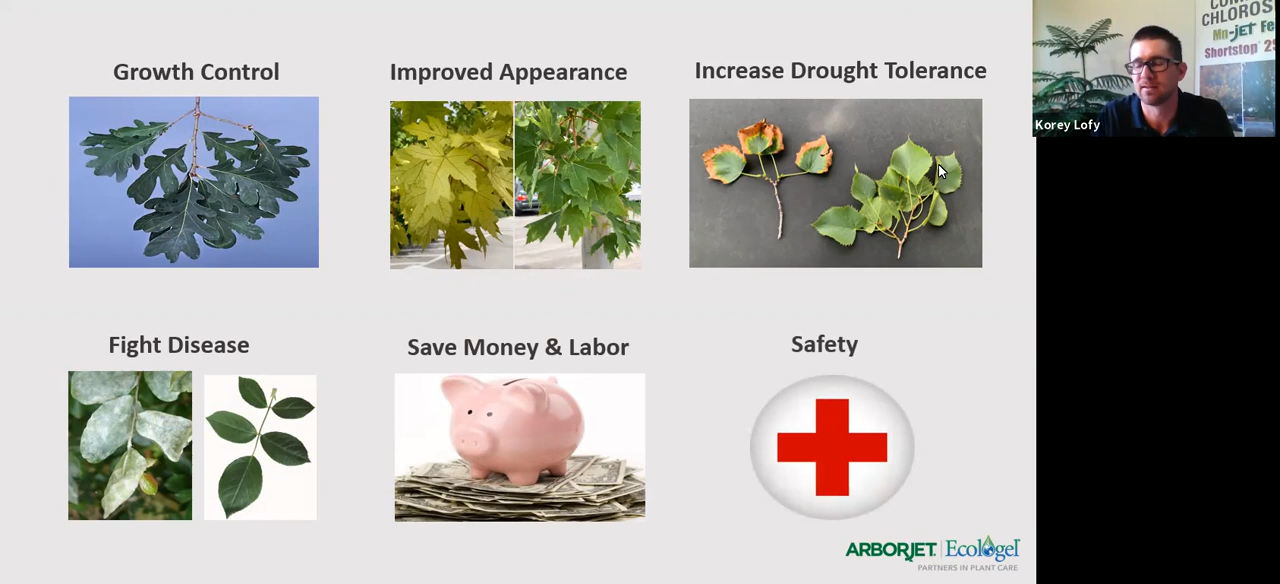 Growth Control
Improved Appearance
Increase Drought Tolerance
Fight Disease
Save Money & Labor
Safety
ARBORJET | Ecologel
PARTNERS IN PLANT CARE
CHLOROS
Mn-jET Fe
Shortstop 2S
Korey Lofy